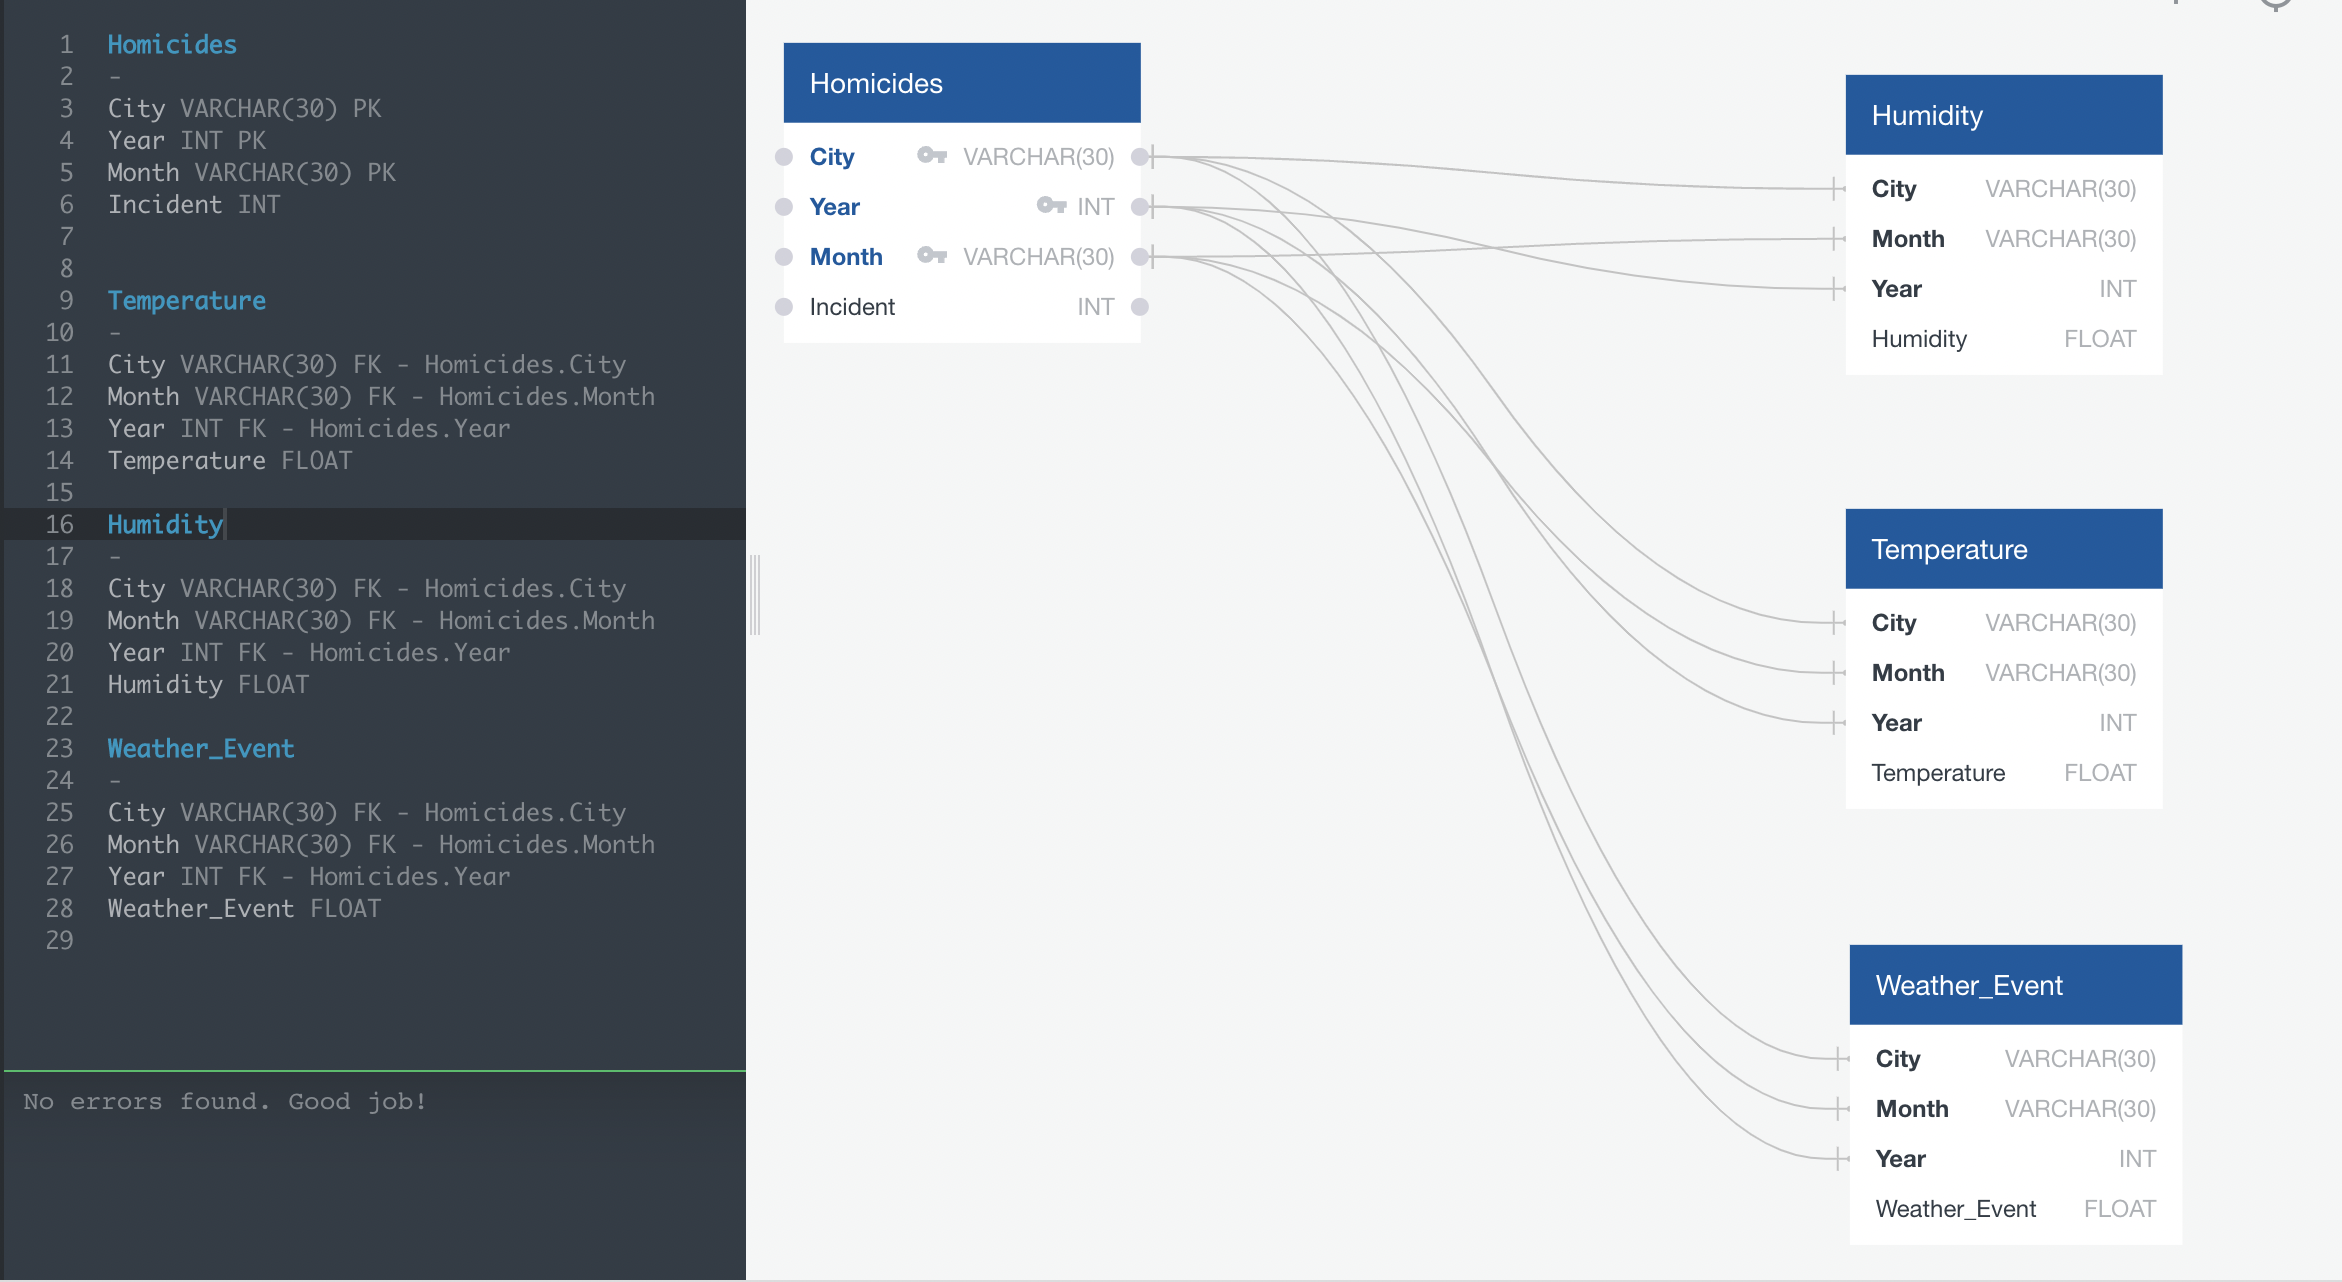 1 Homicides
2 -
3 City VARCHAR(30) PK
4 Year INT PK
5 Month VARCHAR(30) PK
6 Incident INT
7
8
9 Temperature
10 -
11 City VARCHAR(30) FK - Homicides.City
12 Month VARCHAR(30) FK - Homicides.Month
13 Year INT FK - Homicides.Year
14 Temperature FLOAT
15
16 Humidity
17 -
18 City VARCHAR(30) FK - Homicides.City
19 Month VARCHAR(30) FK - Homicides.Month
20 Year INT FK - Homicides.Year
21 Humidity FLOAT
22
23 Weather_Event
24 -
25 City VARCHAR(30) FK - Homicides.City
26 Month VARCHAR(30) FK - Homicides.Month
27 Year INT FK - Homicides.Year
28 Weather_Event FLOAT
29
No errors found. Good job!
Homicides
City VARCHAR(30)
Year INT
Month VARCHAR(30)
Incident INT
Humidity
City VARCHAR(30)
Month VARCHAR(30)
Year INT
Humidity FLOAT
Temperature
City VARCHAR(30)
Month VARCHAR(30)
Year INT
Temperature FLOAT
Weather_Event
City VARCHAR(30)
Month VARCHAR(30)
Year INT
Weather_Event FLOAT